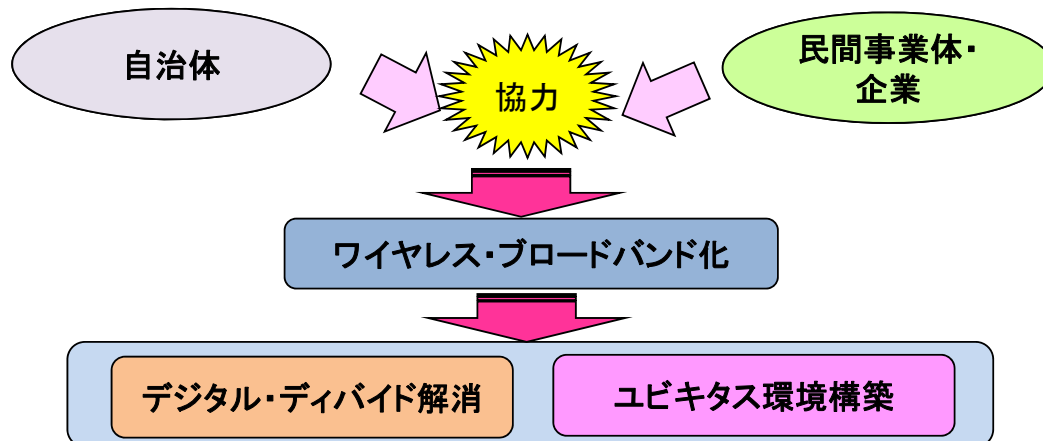 自治体
協力
民間事業体・
企業
ワイヤレス・ブロードバンド化
デジタル・ディバイド解消
ユビキタス環境構築